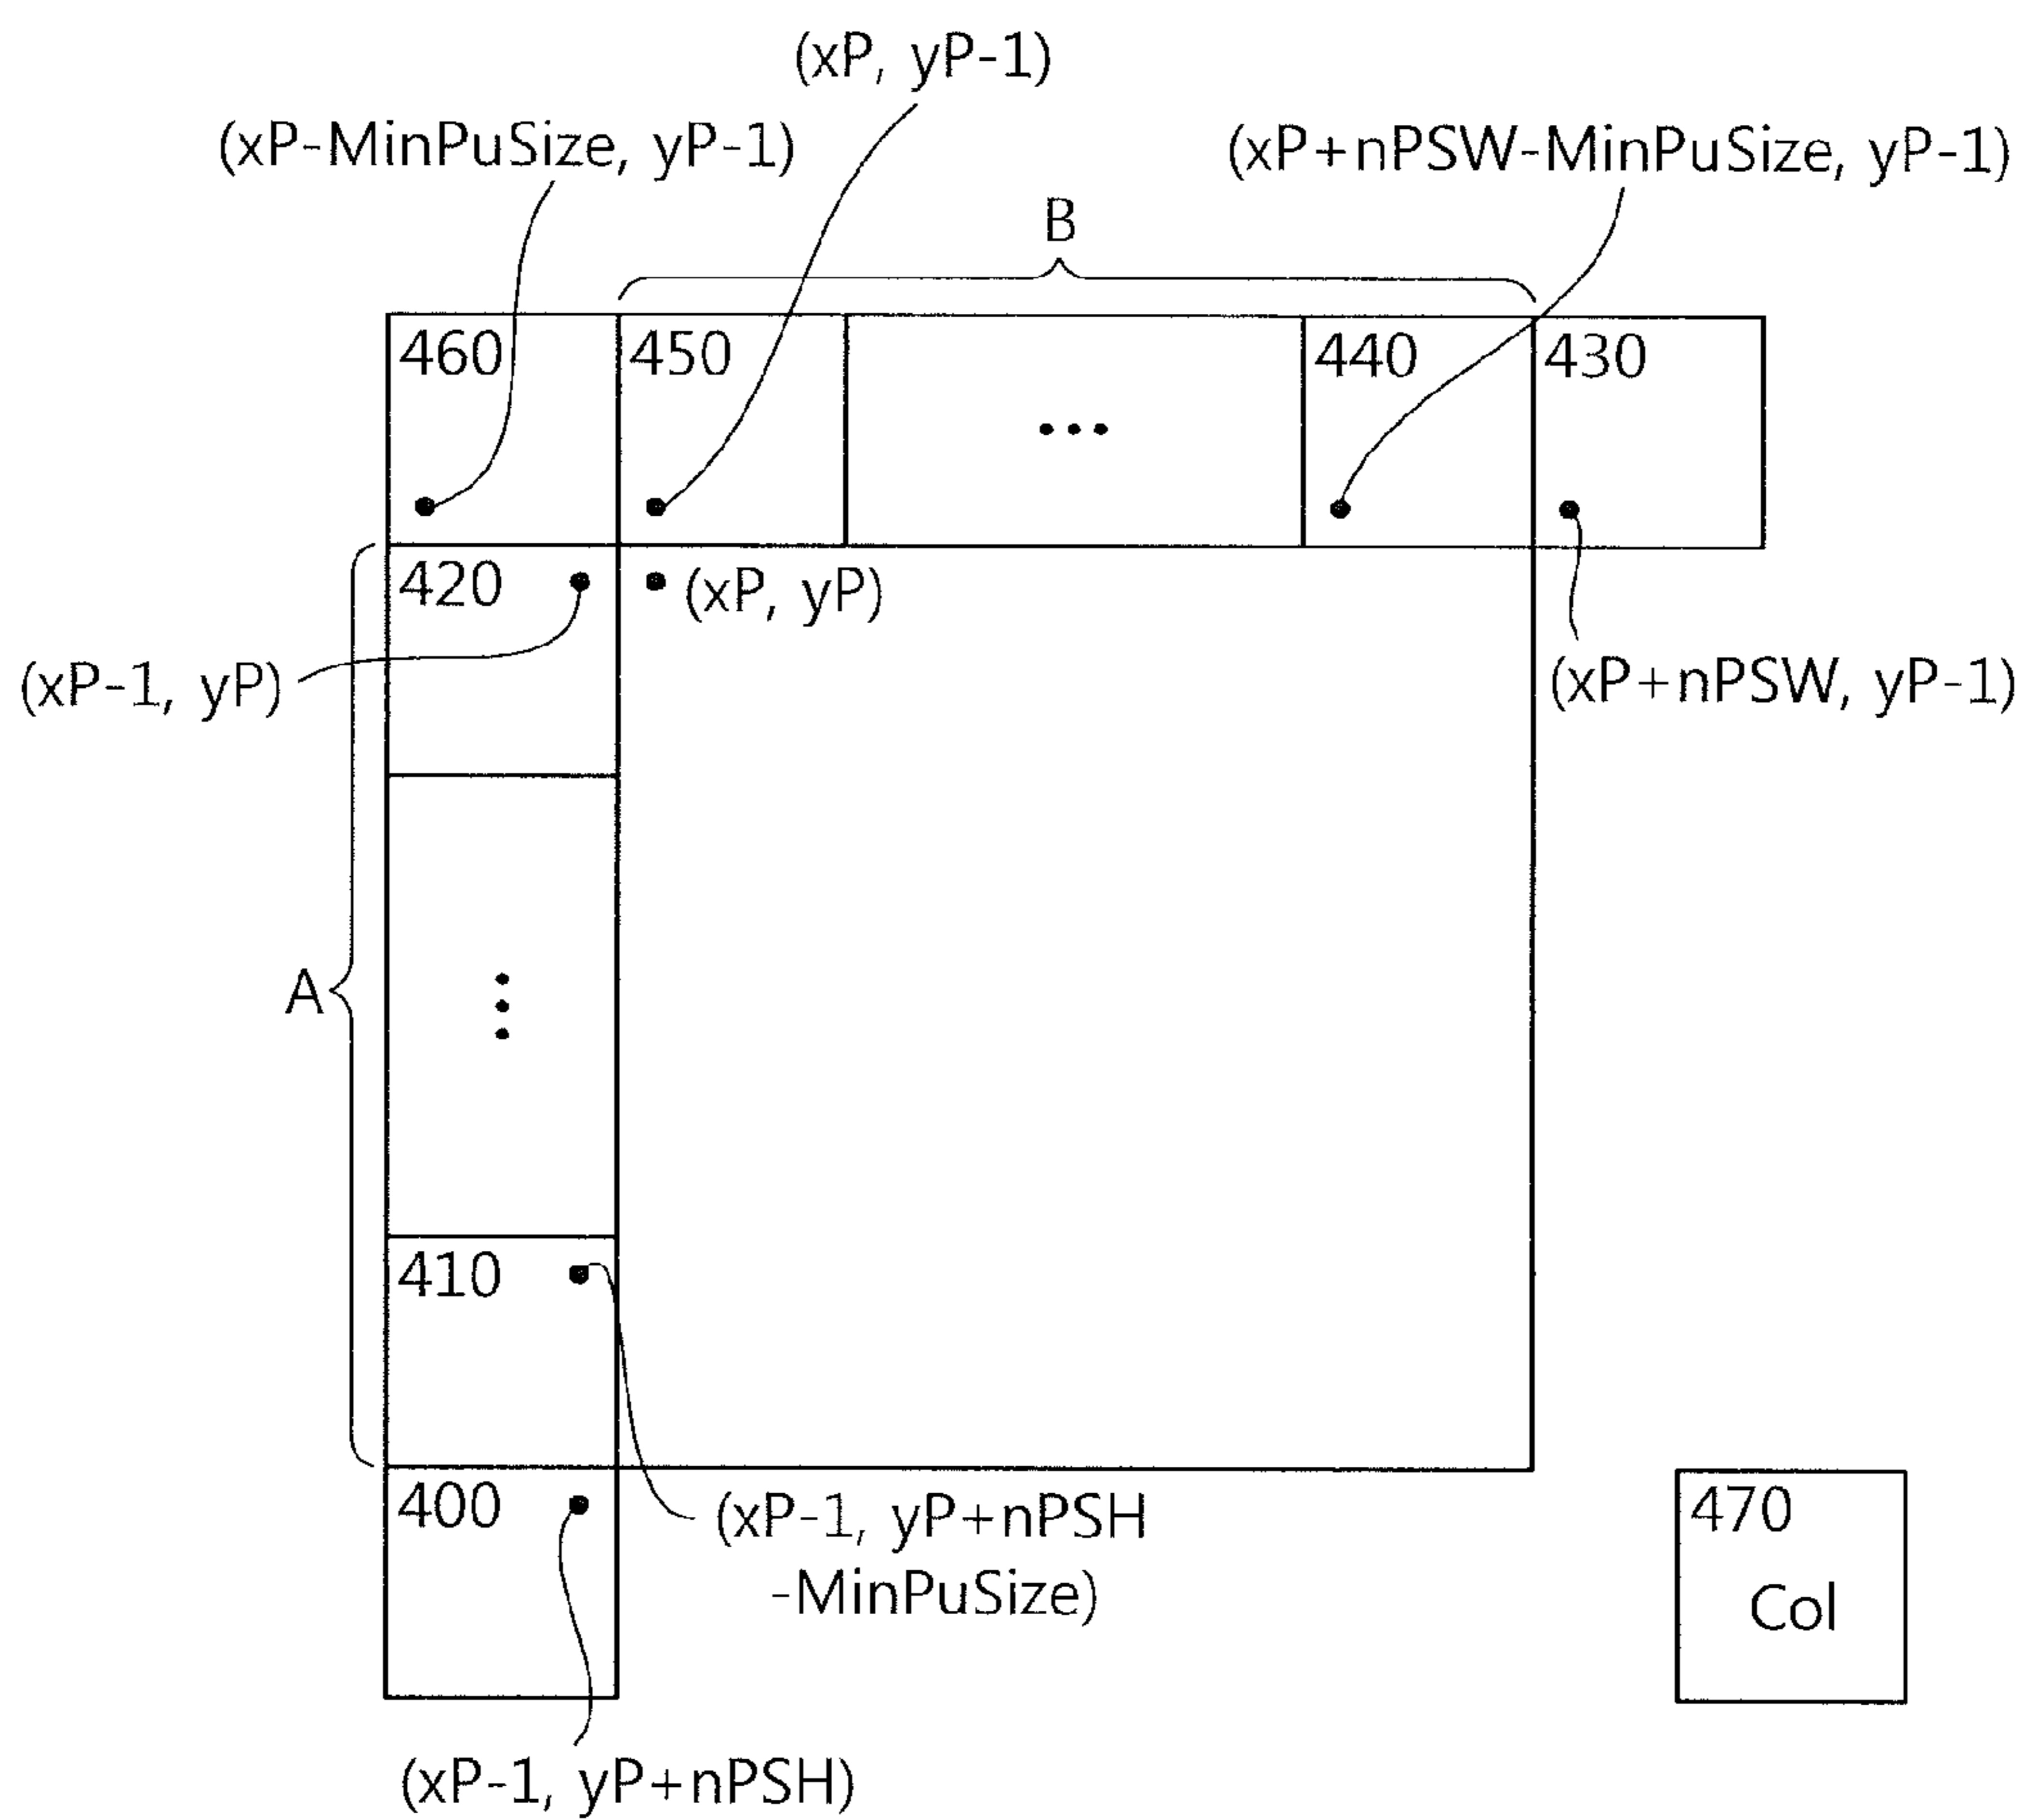 (xP, yP-1)
(xP-MinPuSize, yP-1)
(xP+nPSW-MinPuSize, yP-1)
B
460
450
440
430
420
(xP, yP)
(xP-1, yP)
(xP+nPSW, yP-1)
A
410
400
(xP-1, yP+nPSH
-MinPuSize)
470
Col
(xP-1, yP+nPSH)